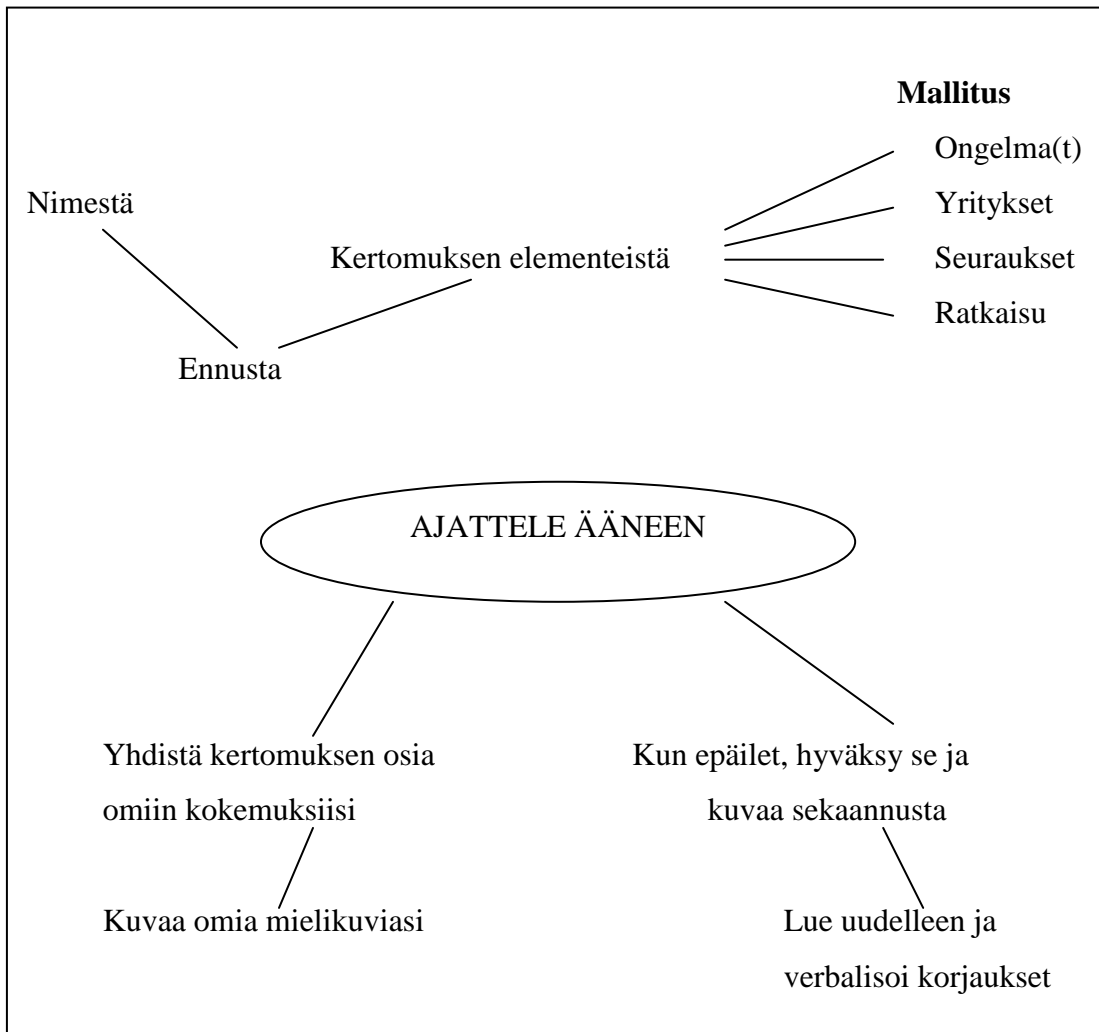 Mallitus
Ongelma(t)
Nimestä
Yritykset
Kertomuksen elementeistä
Seuraukset
Ratkaisu
Ennusta
AJATTELE ÄÄNEEN
Yhdistä kertomuksen osia
omiin kokemuksiisi
Kun epäilet, hyväksy se ja
kuvaa sekaannusta
Kuvaa omia mielikuviasi
Lue uudelleen ja
verbalisoi korjaukset